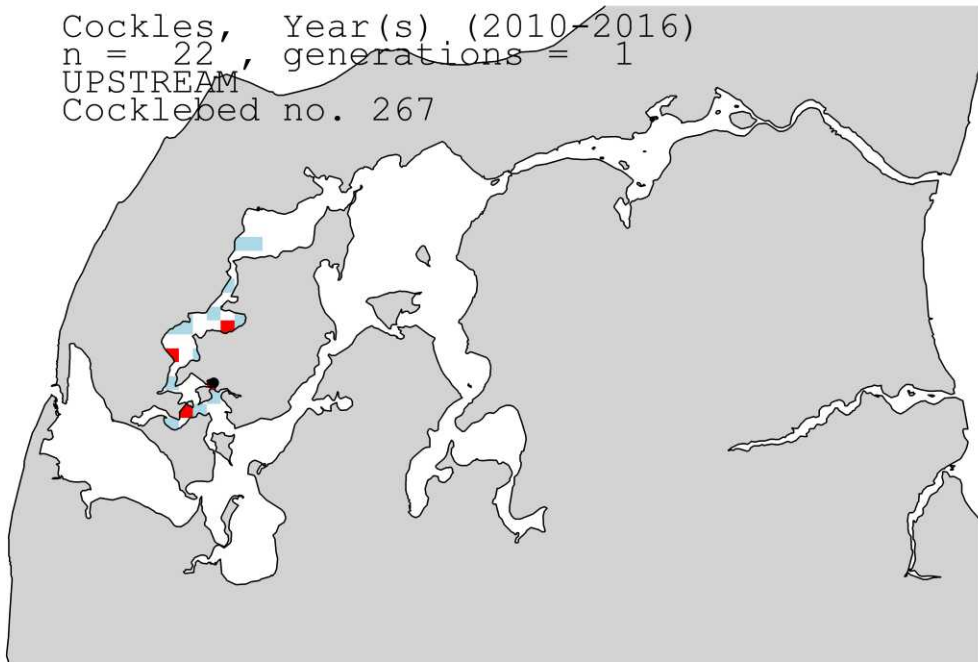 Cockles, Year(s) (2010-2016)
n = 22 , generations = 1
UPSTREAM
Cocklebed no. 267